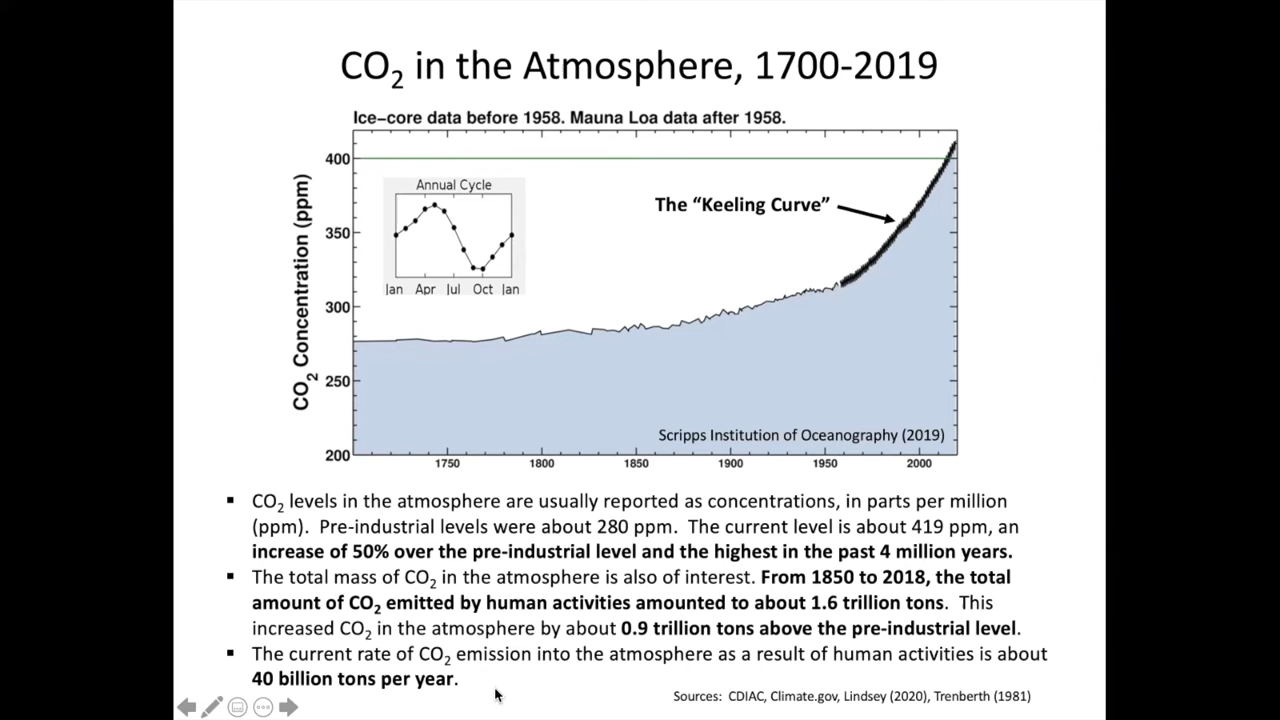 CO₂ in the Atmosphere, 1700-2019
Ice-core data before 1958. Mauna Loa data after 1958.
CO₂ Concentration (ppm)
400
350
300
250
200
Annual Cycle
Jan Apr Jul Oct Jan
The "Keeling Curve"
Scripps Institution of Oceanography (2019)
1750 1800 1850 1900 1950 2000
▪ CO₂ levels in the atmosphere are usually reported as concentrations, in parts per million
(ppm). Pre-industrial levels were about 280 ppm. The current level is about 419 ppm, an
increase of 50% over the pre-industrial level and the highest in the past 4 million years.
▪ The total mass of CO₂ in the atmosphere is also of interest. From 1850 to 2018, the total
amount of CO₂ emitted by human activities amounted to about 1.6 trillion tons. This
increased CO₂ in the atmosphere by about 0.9 trillion tons above the pre-industrial level.
▪ The current rate of CO₂ emission into the atmosphere as a result of human activities is about
40 billion tons per year.
Sources: CDIAC, Climate.gov, Lindsey (2020), Trenberth (1981)